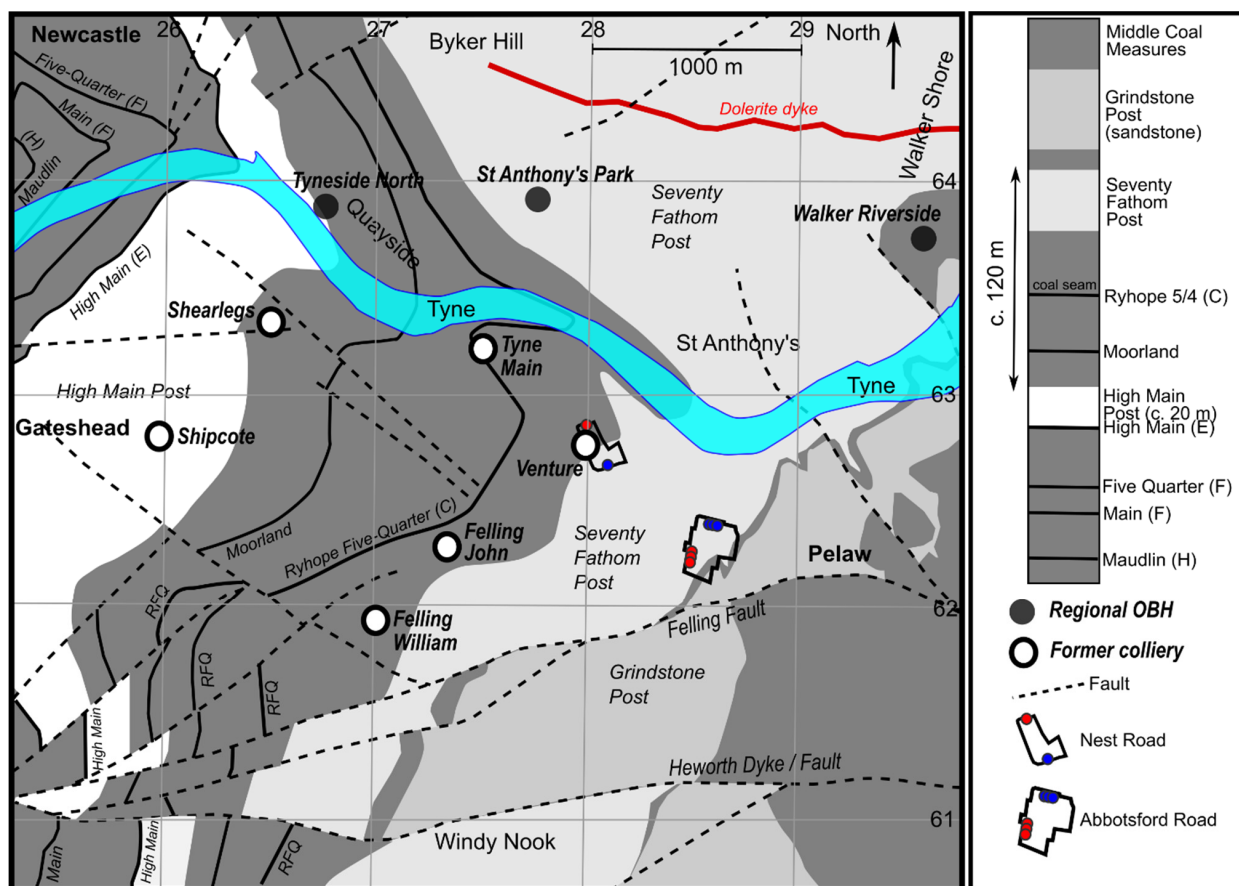 Newcastle
26
27
28
29
North
Byker Hill
1000 m
Five-Quarter (F)
Main (F)
(H)
Maudlin
Dolerite dyke
Walker Shore
Tyneside North
Quayside
St Anthony's Park
Seventy
Fathom
Post
64
Walker Riverside
High Main (E)
Shearlegs
Tyne
Tyne
Main
St Anthony's
Tyne
High Main Post
63
Gateshead
Shipcote
Venture
Moorland
Ryhope Five-Quarter (C)
Felling
John
Seventy
Fathom
Post
Pelaw
RFQ
62
Felling
William
Felling Fault
RFQ
RFQ
Grindstone
Post
High Main
Heworth Dyke / Fault
61
Windy Nook
Main
High Main
RFQ
Middle Coal
Measures
Grindstone
Post
(sandstone)
Seventy
Fathom
Post
c. 120 m
coal seam
Ryhope 5/4 (C)
Moorland
High Main
Post (c. 20 m)
High Main (E)
Five Quarter (F)
Main (F)
Maudlin (H)
Regional OBH
Former colliery
Fault
Nest Road
Abbotsford Road